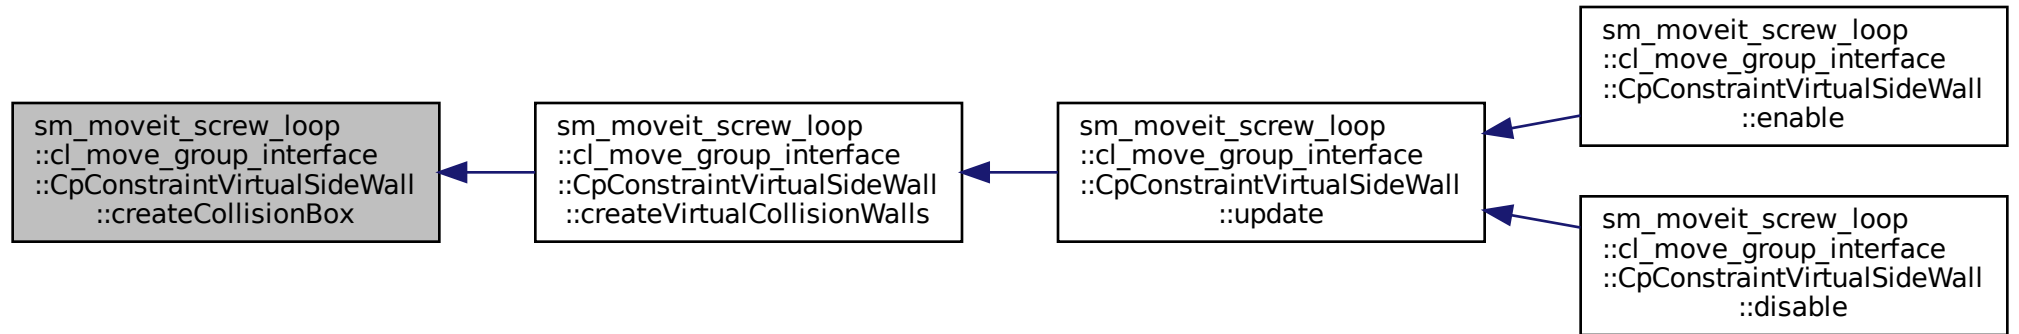 sm_moveit_screw_loop
::cl_move_group_interface
::CpConstraintVirtualSideWall
::createCollisionBox
sm_moveit_screw_loop
::cl_move_group_interface
::CpConstraintVirtualSideWall
::createVirtualCollisionWalls
sm_moveit_screw_loop
::cl_move_group_interface
::CpConstraintVirtualSideWall
::update
sm_moveit_screw_loop
::cl_move_group_interface
::CpConstraintVirtualSideWall
::enable
sm_moveit_screw_loop
::cl_move_group_interface
::CpConstraintVirtualSideWall
::disable